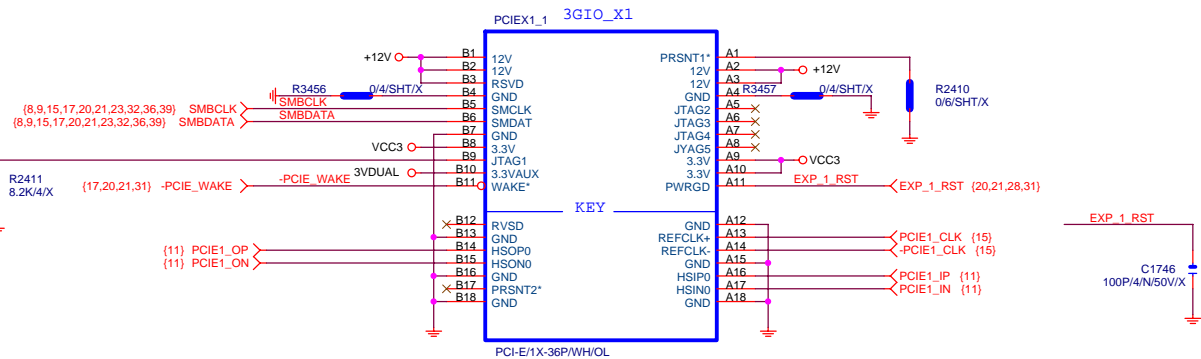 PCIEX1_1 3GIO_X1
+12V B1 12V PRSNT1* A1
B2 12V 12V A2 +12V
B3 RSVD 12V A3
R3456 0/4/SHT/X B4 GND GND A4 R3457 0/4/SHT/X R2410
0/6/SHT/X
{8,9,15,17,20,21,23,32,36,39} SMBCLK SMBCLK B5 SMCLK JTAG2 A5
{8,9,15,17,20,21,23,32,36,39} SMBDATA SMBDATA B6 SMDAT JTAG3 A6
B7 GND JTAG4 A7
VCC3 B8 3.3V JYAG5 A8
B9 JTAG1 3.3V A9 VCC3
R2411
8.2K/4/X
3VDUAL B10 3.3VAUX 3.3V A10
{17,20,21,31} -PCIE_WAKE -PCIE_WAKE B11 WAKE* PWRGD A11 EXP_1_RST EXP_1_RST {20,21,28,31}
KEY
B12 RVSD GND A12 EXP_1_RST
B13 GND REFCLK+ A13 PCIE1_CLK {15}
{11} PCIE1_OP B14 HSOP0 REFCLK- A14 -PCIE1_CLK {15}
{11} PCIE1_ON B15 HSON0 GND A15
B16 GND HSIP0 A16 PCIE1_IP {11}
B17 PRSNT2* HSIN0 A17 PCIE1_IN {11}
B18 GND GND A18
C1746
100P/4/N/50V/X
PCI-E/1X-36P/WH/OL